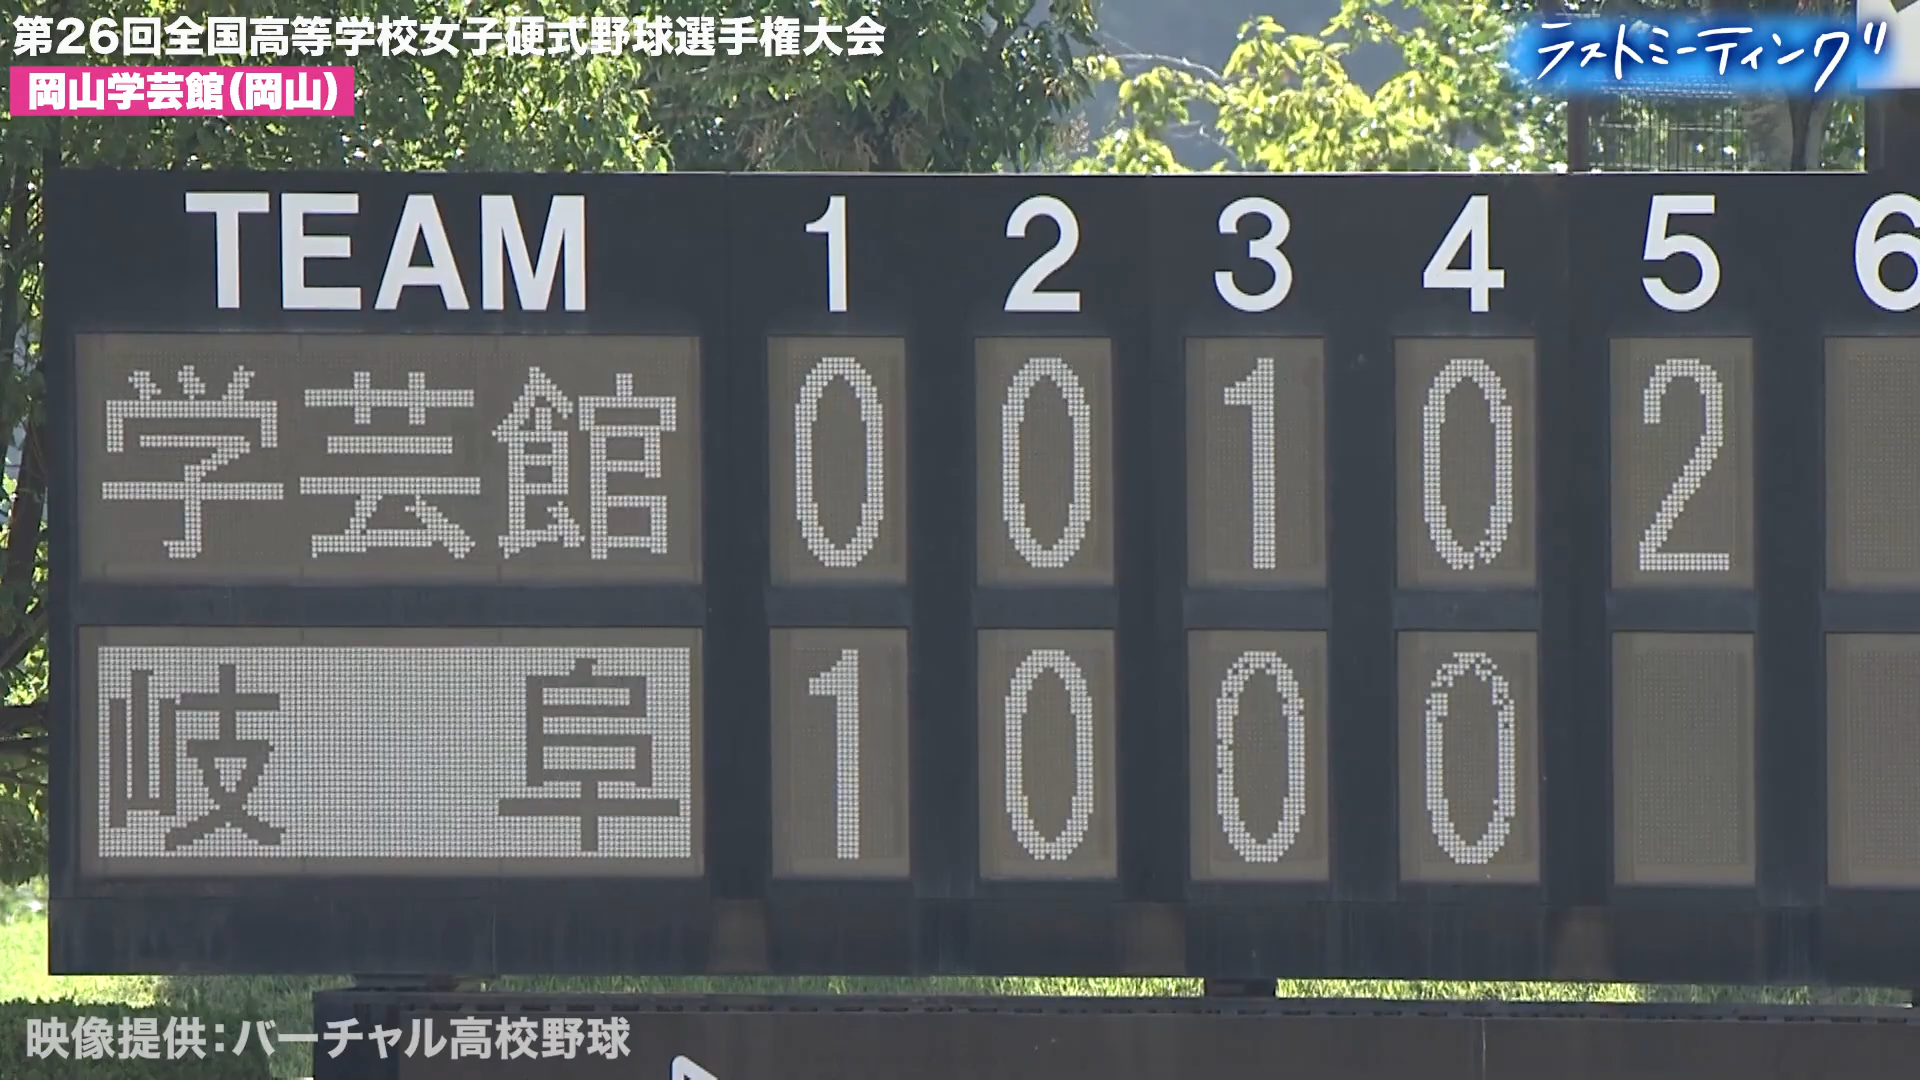 第26回全国高等学校女子硬式野球選手権大会
ラストミーティング
岡山学芸館(岡山)
TEAM 1 2 3 4 5 6
学芸館 0 0 1 0 2
岐阜 1 0 0 0
映像提供:バーチャル高校野球